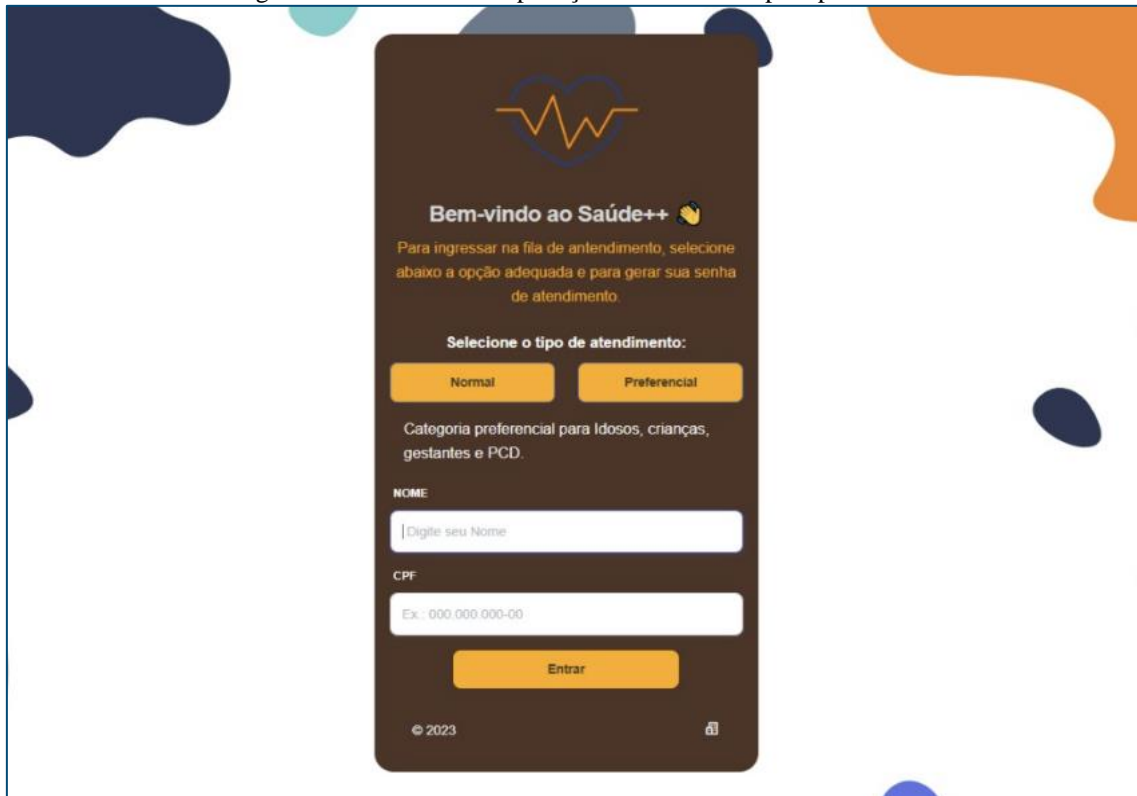 Bem-vindo ao Saúde++
Para ingressar na fila de antendimento, selecione
abaixo a opção adequada e para gerar sua senha
de atendimento.
Selecione o tipo de atendimento:
Normal
Preferencial
Categoria preferencial para Idosos, crianças,
gestantes e PCD.
NOME
Digite seu Nome
CPF
Ex.: 000.000.000-00
Entrar
© 2023